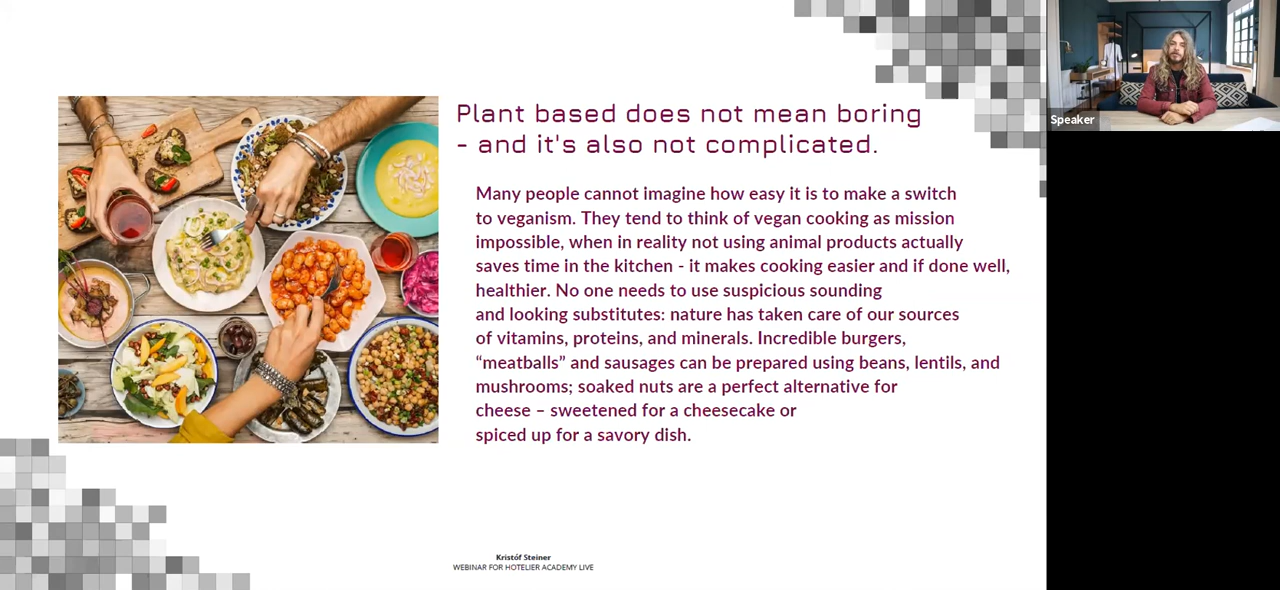 Plant based does not mean boring
- and it's also not complicated.
Many people cannot imagine how easy it is to make a switch
to veganism. They tend to think of vegan cooking as mission
impossible, when in reality not using animal products actually
saves time in the kitchen - it makes cooking easier and if done well,
healthier. No one needs to use suspicious sounding
and looking substitutes: nature has taken care of our sources
of vitamins, proteins, and minerals. Incredible burgers,
“meatballs” and sausages can be prepared using beans, lentils, and
mushrooms; soaked nuts are a perfect alternative for
cheese – sweetened for a cheesecake or
spiced up for a savory dish.
Kristóf Steiner
WEBINAR FOR HOTELIER ACADEMY LIVE
Speaker